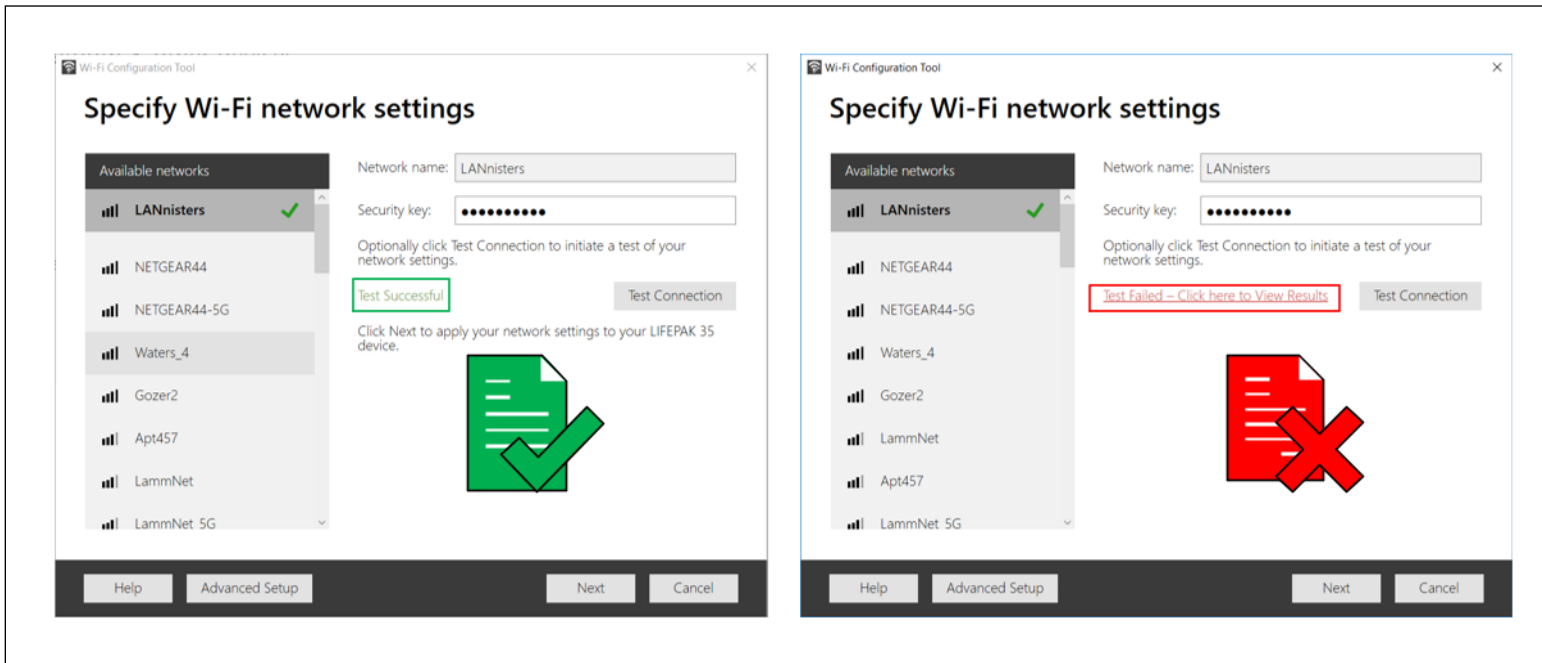 Wi-Fi Configuration Tool
Specify Wi-Fi network settings
Available networks
LANnisters
NETGEAR44
NETGEAR44-5G
Waters_4
Gozer2
Apt457
LammNet
LammNet 5G
Network name: LANnisters
Security key: ●●●●●●●●●●
Optionally click Test Connection to initiate a test of your
network settings.
Test Successful
Test Connection
Click Next to apply your network settings to your LIFEPAK 35
device.
Help
Advanced Setup
Next
Cancel
Wi-Fi Configuration Tool
Specify Wi-Fi network settings
Available networks
LANnisters
NETGEAR44
NETGEAR44-5G
Waters_4
Gozer2
LammNet
Apt457
LammNet 5G
Network name: LANnisters
Security key: ●●●●●●●●●●
Optionally click Test Connection to initiate a test of your
network settings.
Test Failed – Click here to View Results
Test Connection
Help
Advanced Setup
Next
Cancel